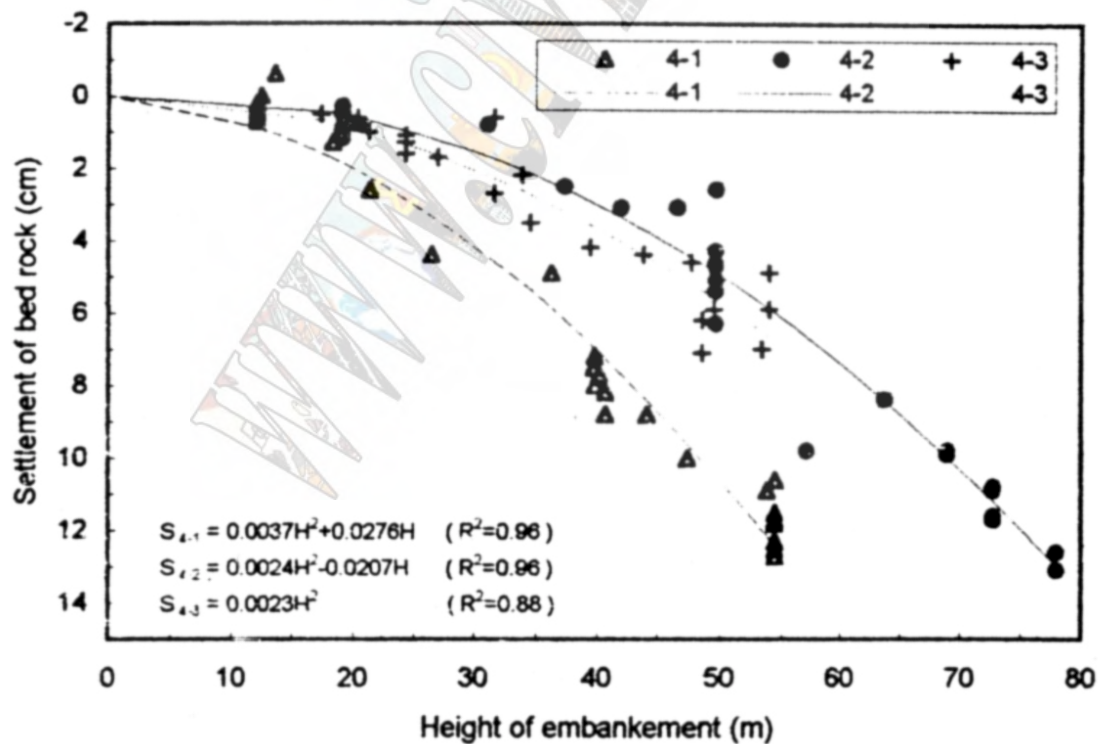 -2
0
2
4
6
8
10
12
14
Settlement of bed rock (cm)
4-1 4-2 4-3
4-1 4-2 4-3
S₄₋₁ = 0.0037H²+0.0276H (R²=0.96)
S₄₋₂ = 0.0024H²-0.0207H (R²=0.96)
S₄₋₃ = 0.0023H² (R²=0.88)
0 10 20 30 40 50 60 70 80
Height of embankement (m)